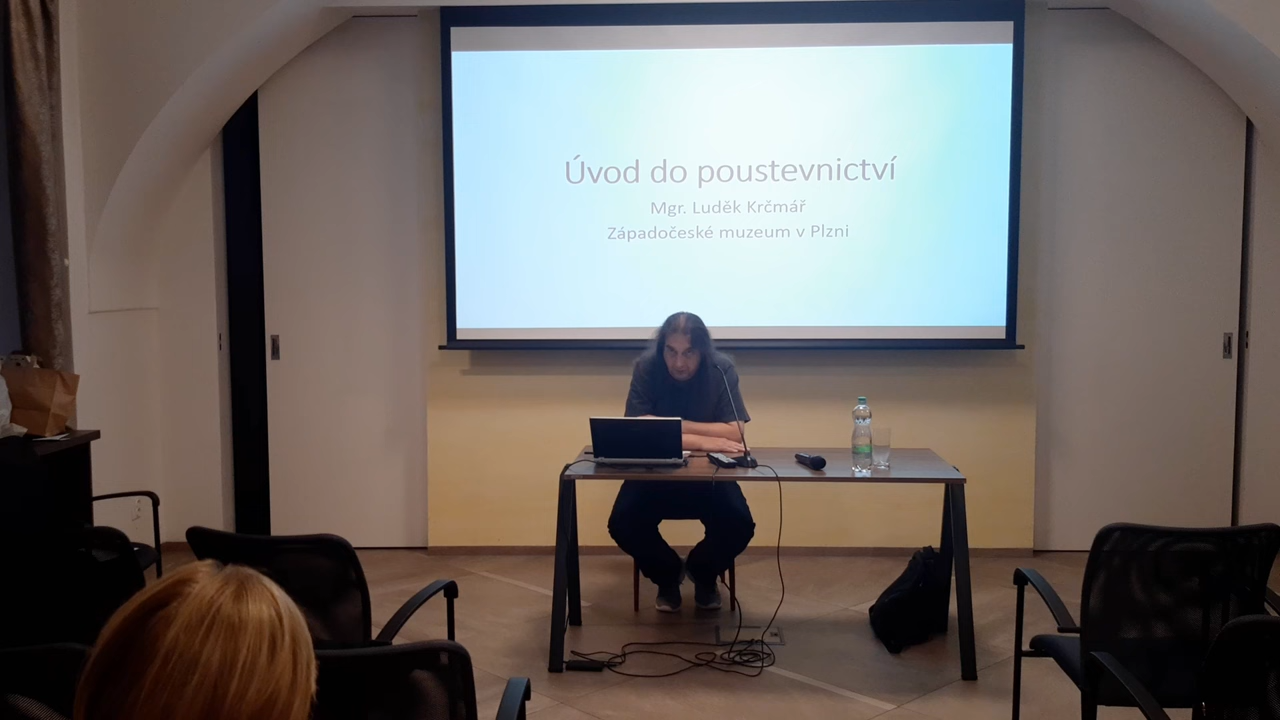 Úvod do poustevnictví
Mgr. Luděk Krčmář
Západočeské muzeum v Plzni